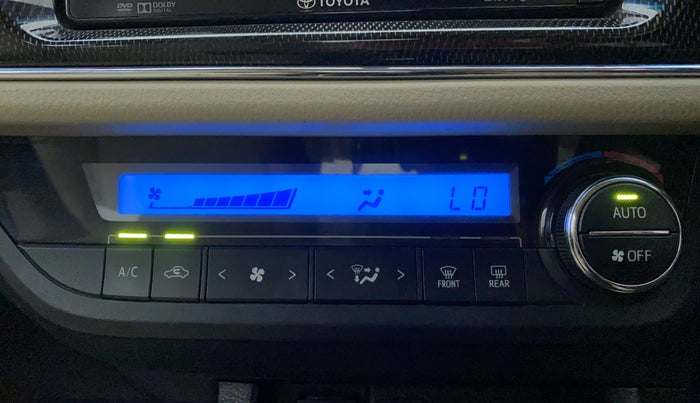 DVD DOLBY DIGITAL TOYOTA
LO
AUTO
A/C
OFF
FRONT
REAR